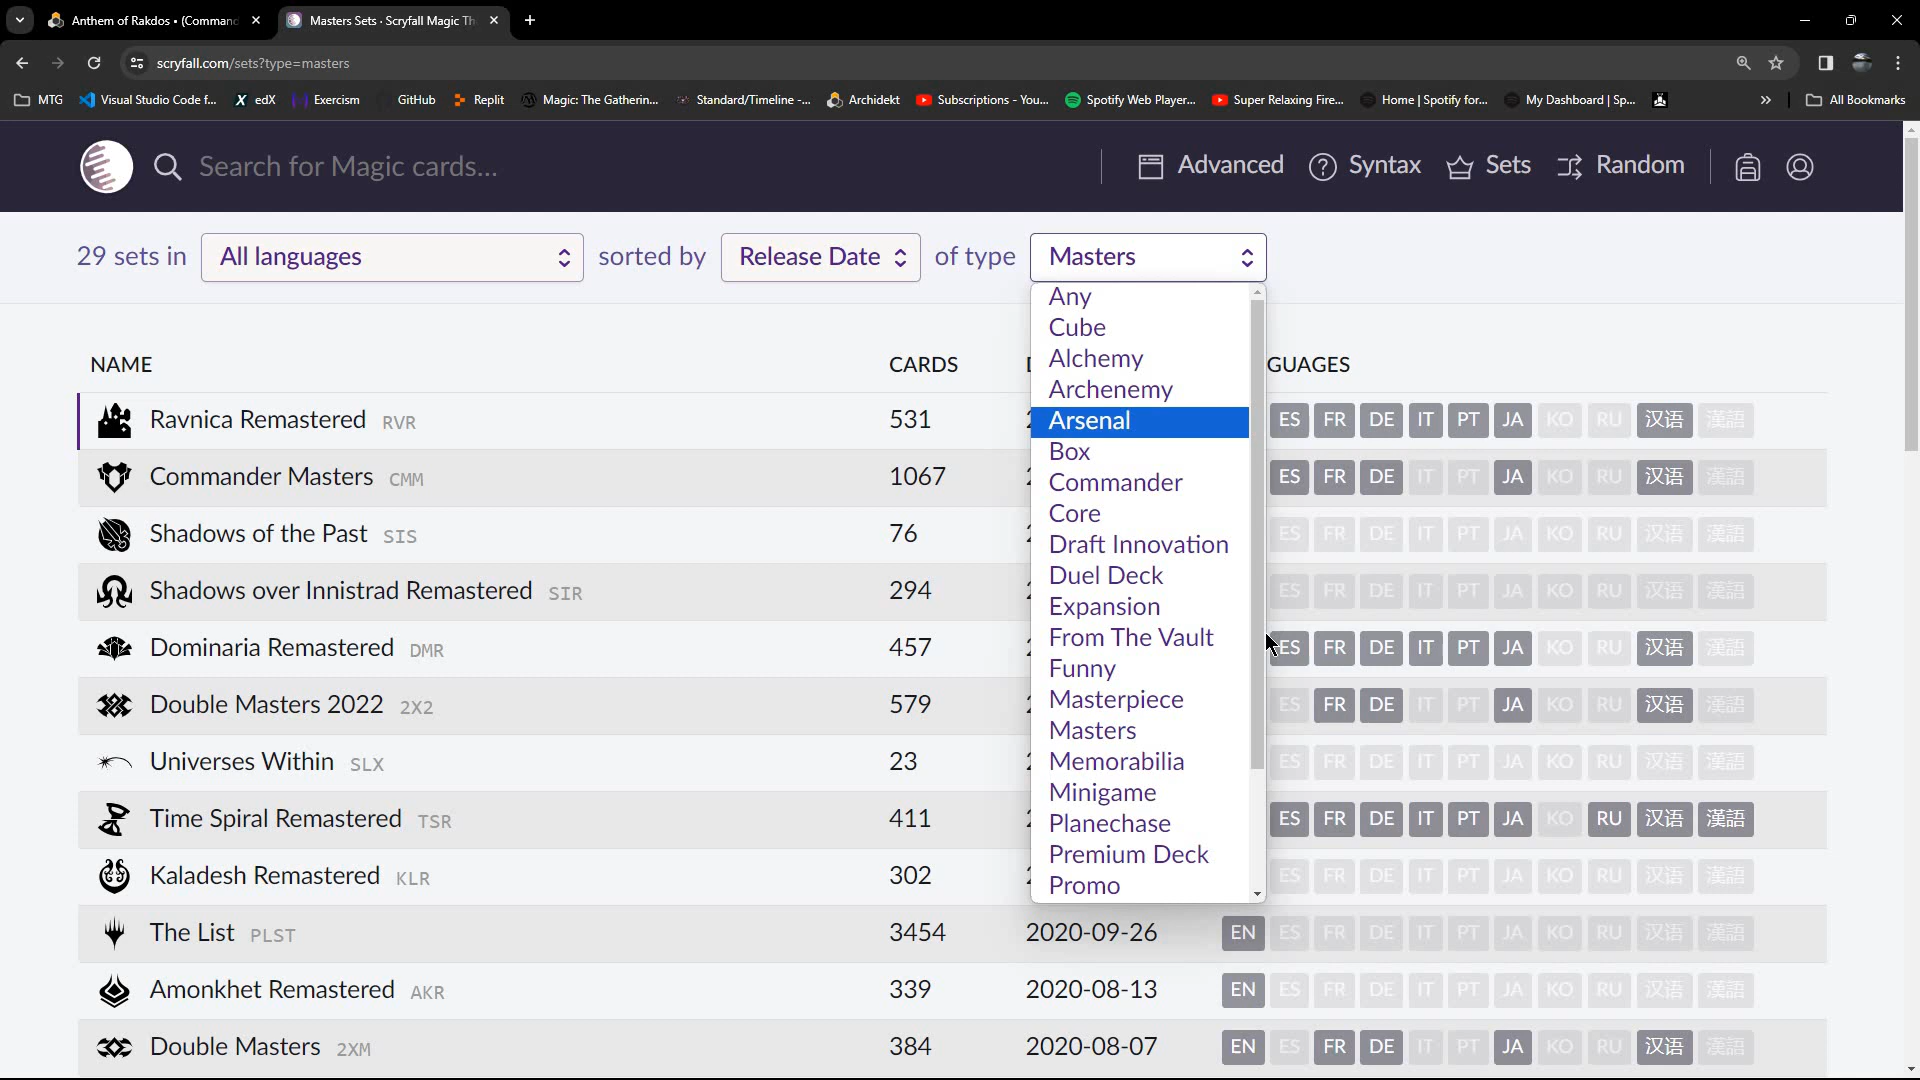 Anthem of Rakdos • (Comman
Masters Sets · Scryfall Magic Th
scryfall.com/sets?type=masters
MTG Visual Studio Code f... edX Exercism GitHub Replit Magic: The Gatherin... Standard/Timeline -... Archidekt Subscriptions - You... Spotify Web Player... Super Relaxing Fire... Home | Spotify for... My Dashboard | Sp... » All Bookmarks
Search for Magic cards...
Advanced Syntax Sets Random
29 sets in All languages sorted by Release Date of type Masters
Any
Cube
Alchemy
Archenemy
Arsenal
Box
Commander
Core
Draft Innovation
Duel Deck
Expansion
From The Vault
Funny
Masterpiece
Masters
Memorabilia
Minigame
Planechase
Premium Deck
Promo
NAME CARDS GUAGES
Ravnica Remastered RVR 531 ES FR DE IT PT JA KO RU 汉语 漢語
Commander Masters CMM 1067 ES FR DE IT PT JA KO RU 汉语 漢語
Shadows of the Past SIS 76 ES FR DE IT PT JA KO RU 汉语 漢語
Shadows over Innistrad Remastered SIR 294 ES FR DE IT PT JA KO RU 汉语 漢語
Dominaria Remastered DMR 457 ES FR DE IT PT JA KO RU 汉语 漢語
Double Masters 2022 2X2 579 ES FR DE IT PT JA KO RU 汉语 漢語
Universes Within SLX 23 ES FR DE IT PT JA KO RU 汉语 漢語
Time Spiral Remastered TSR 411 ES FR DE IT PT JA KO RU 汉语 漢語
Kaladesh Remastered KLR 302 ES FR DE IT PT JA KO RU 汉语 漢語
The List PLST 3454 2020-09-26 EN ES FR DE IT PT JA KO RU 汉语 漢語
Amonkhet Remastered AKR 339 2020-08-13 EN ES FR DE IT PT JA KO RU 汉语 漢語
Double Masters 2XM 384 2020-08-07 EN ES FR DE IT PT JA KO RU 汉语 漢語